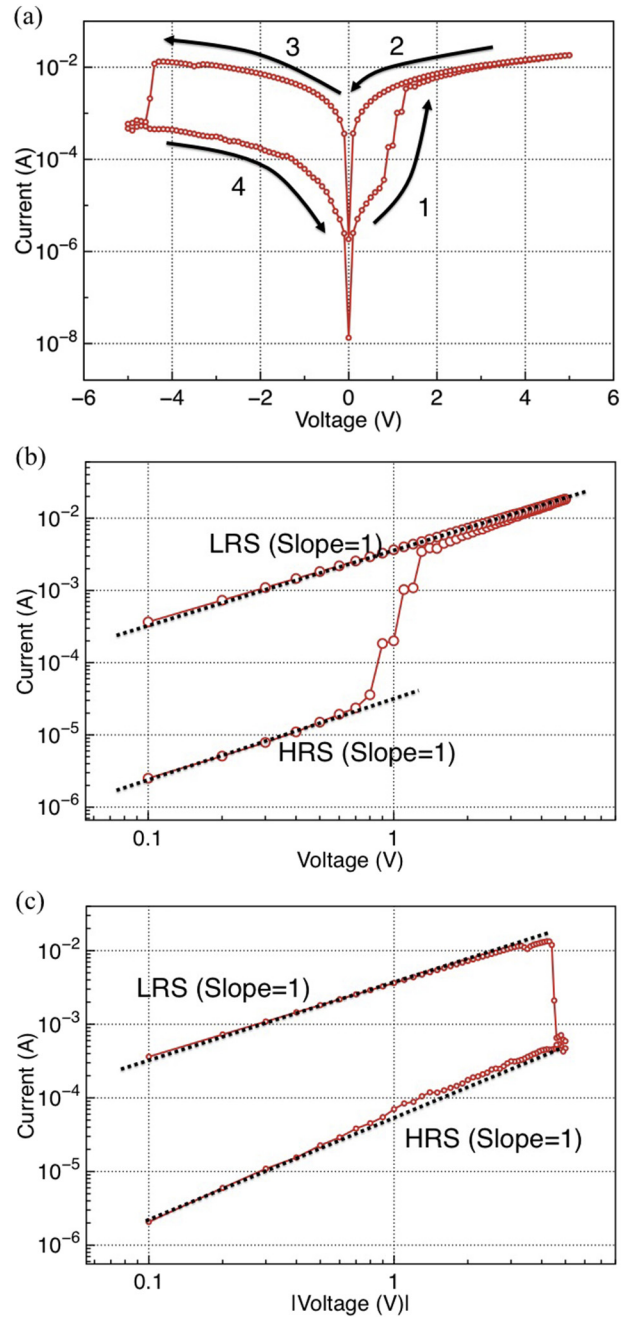 (a)
3
2
10⁻²
10⁻⁴
4
1
10⁻⁶
10⁻⁸
Current (A)
−6
−4
−2
0
2
4
6
Voltage (V)
(b)
10⁻²
LRS (Slope=1)
10⁻³
10⁻⁴
10⁻⁵
HRS (Slope=1)
10⁻⁶
Current (A)
0.1
1
Voltage (V)
(c)
10⁻²
LRS (Slope=1)
10⁻³
10⁻⁴
HRS (Slope=1)
10⁻⁵
10⁻⁶
Current (A)
0.1
1
|Voltage (V)|